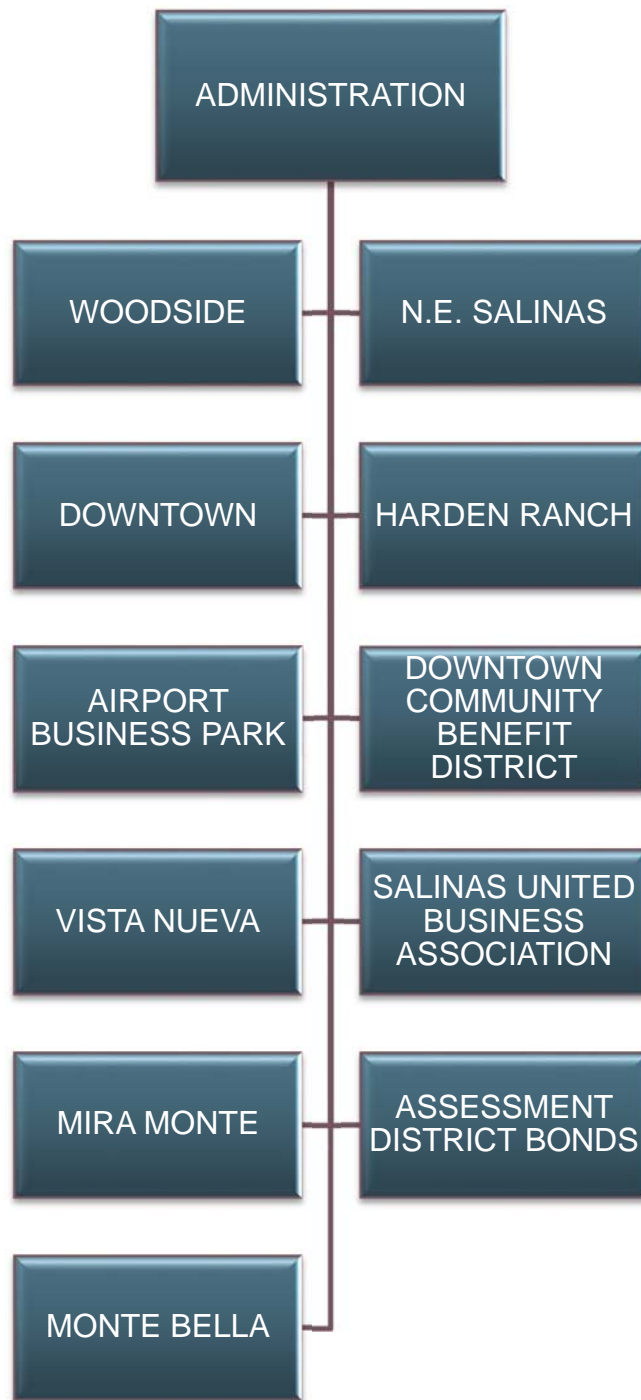 ADMINISTRATION
WOODSIDE
N.E. SALINAS
DOWNTOWN
HARDEN RANCH
AIRPORT
BUSINESS PARK
DOWNTOWN
COMMUNITY
BENEFIT
DISTRICT
VISTA NUEVA
SALINAS UNITED
BUSINESS
ASSOCIATION
MIRA MONTE
ASSESSMENT
DISTRICT BONDS
MONTE BELLA